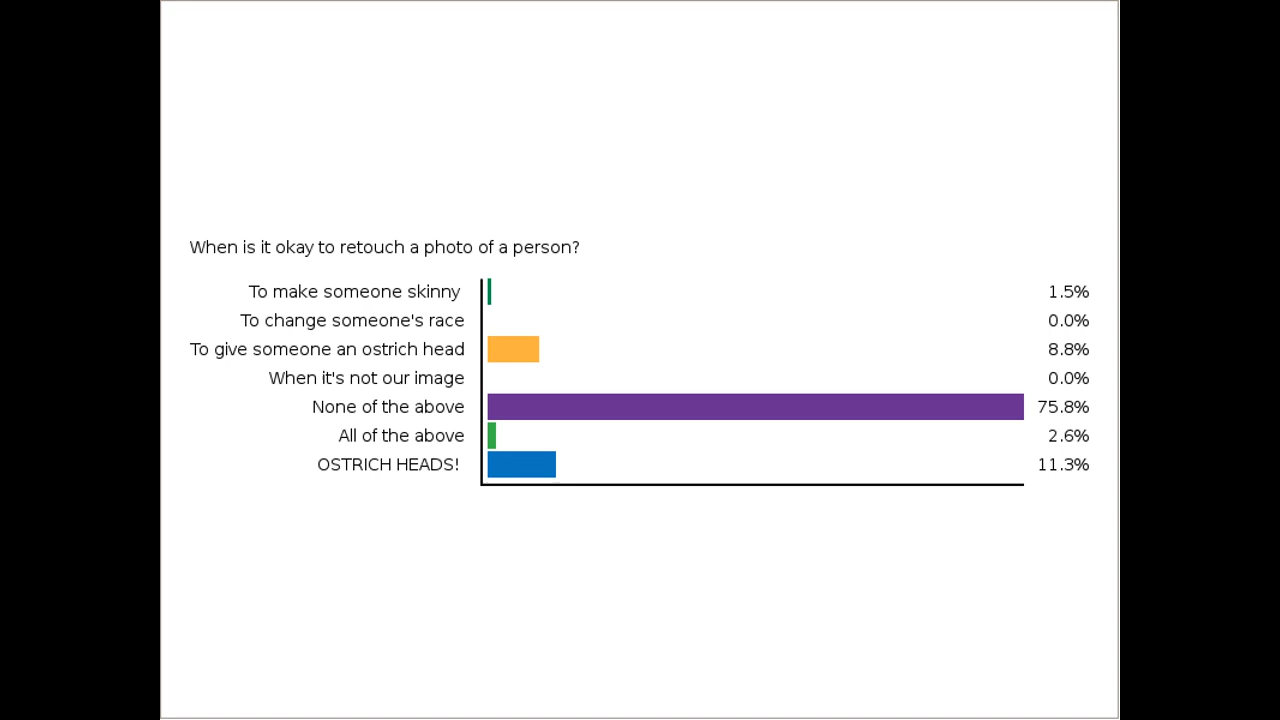 When is it okay to retouch a photo of a person?
To make someone skinny 1.5%
To change someone's race 0.0%
To give someone an ostrich head 8.8%
When it's not our image 0.0%
None of the above 75.8%
All of the above 2.6%
OSTRICH HEADS! 11.3%